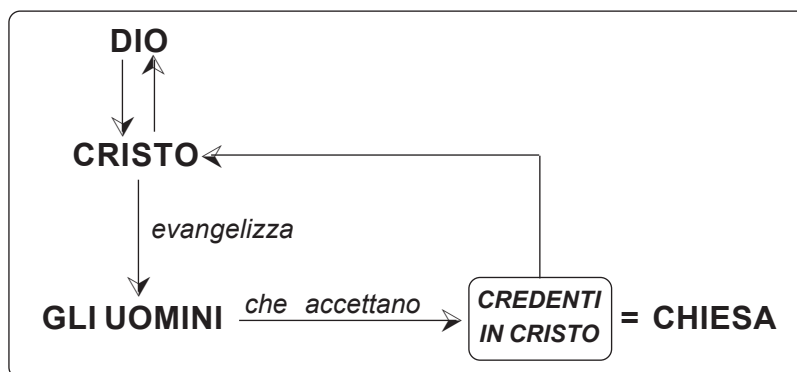 DIO
CRISTO
evangelizza
GLI UOMINI
che accettano
CREDENTI
IN CRISTO
= CHIESA